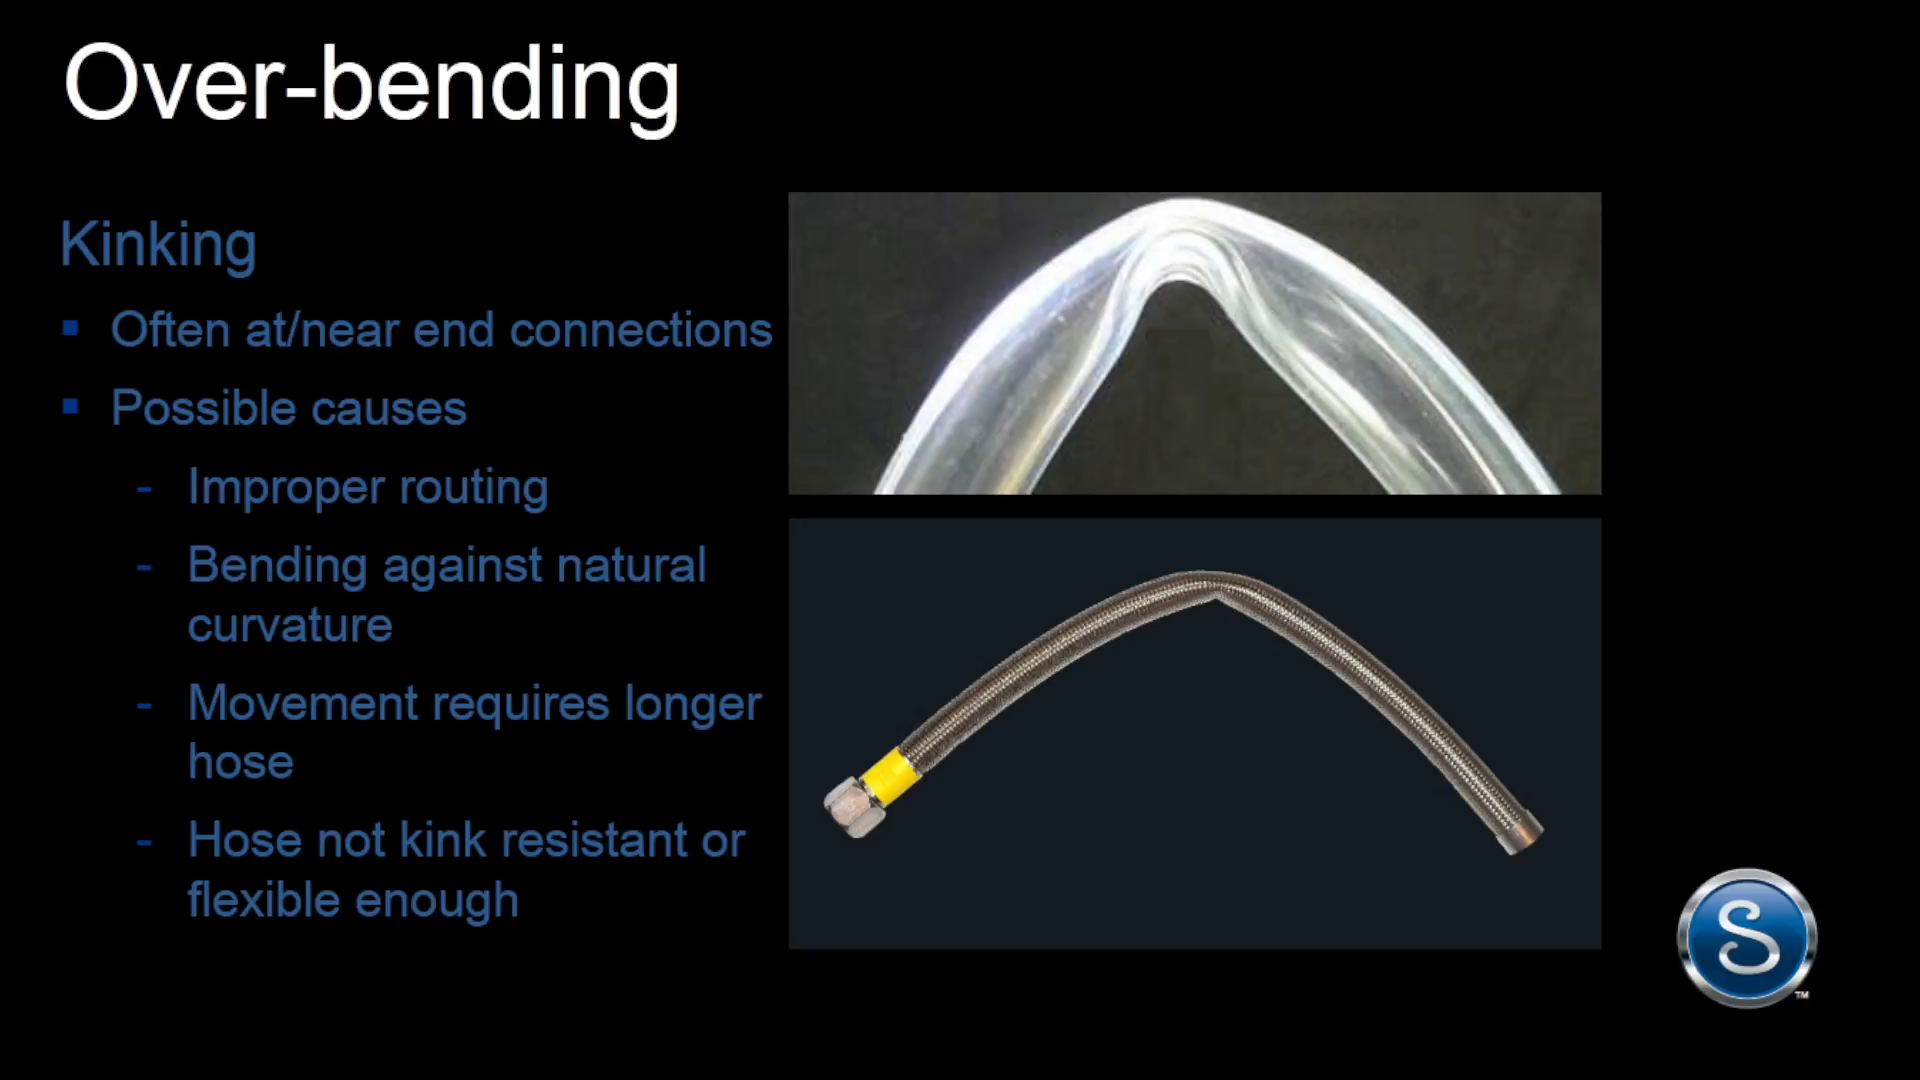 Over-bending
Kinking
▪ Often at/near end connections
▪ Possible causes
- Improper routing
- Bending against natural
curvature
- Movement requires longer
hose
- Hose not kink resistant or
flexible enough
S
TM